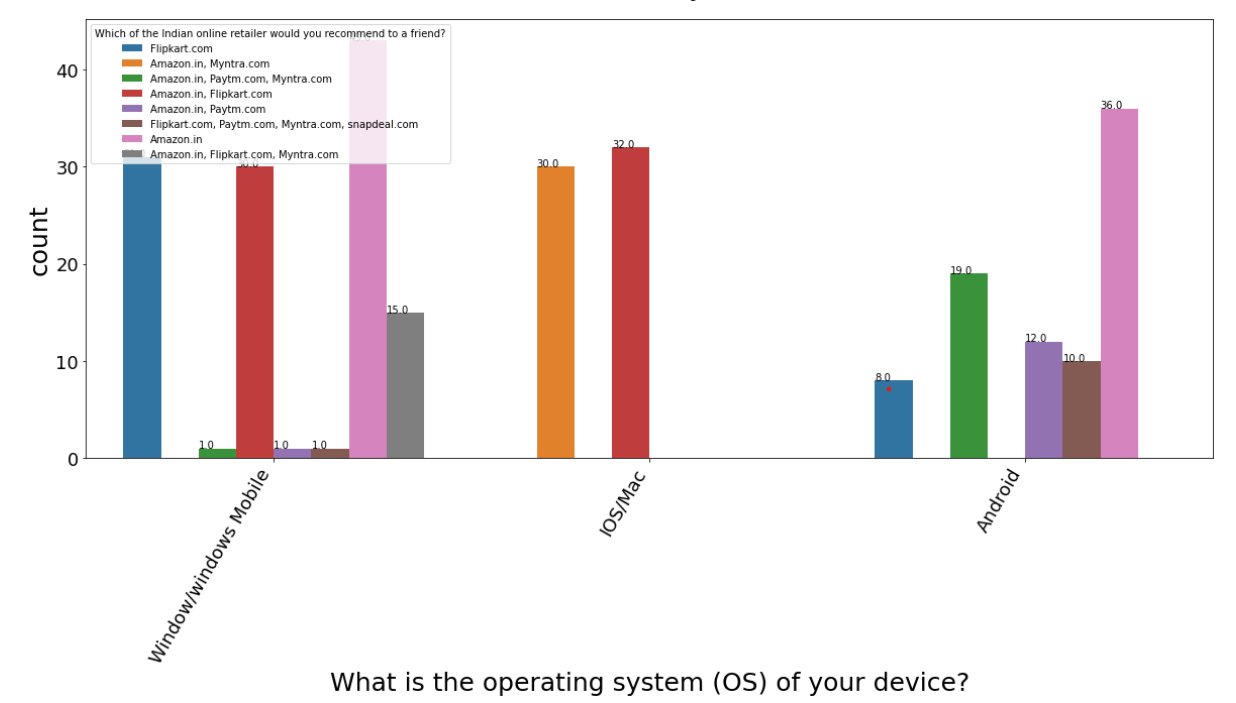 Which of the Indian online retailer would you recommend to a friend?
Flipkart.com
Amazon.in, Myntra.com
Amazon.in, Paytm.com, Myntra.com
Amazon.in, Flipkart.com
Amazon.in, Paytm.com
Flipkart.com, Paytm.com, Myntra.com, snapdeal.com
Amazon.in
Amazon.in, Flipkart.com, Myntra.com
count
40
30
20
10
0
30.0
1.0
1.0
1.0
15.0
30.0
32.0
8.0
19.0
12.0
10.0
36.0
Window/windows Mobile
IOS/Mac
Android
What is the operating system (OS) of your device?